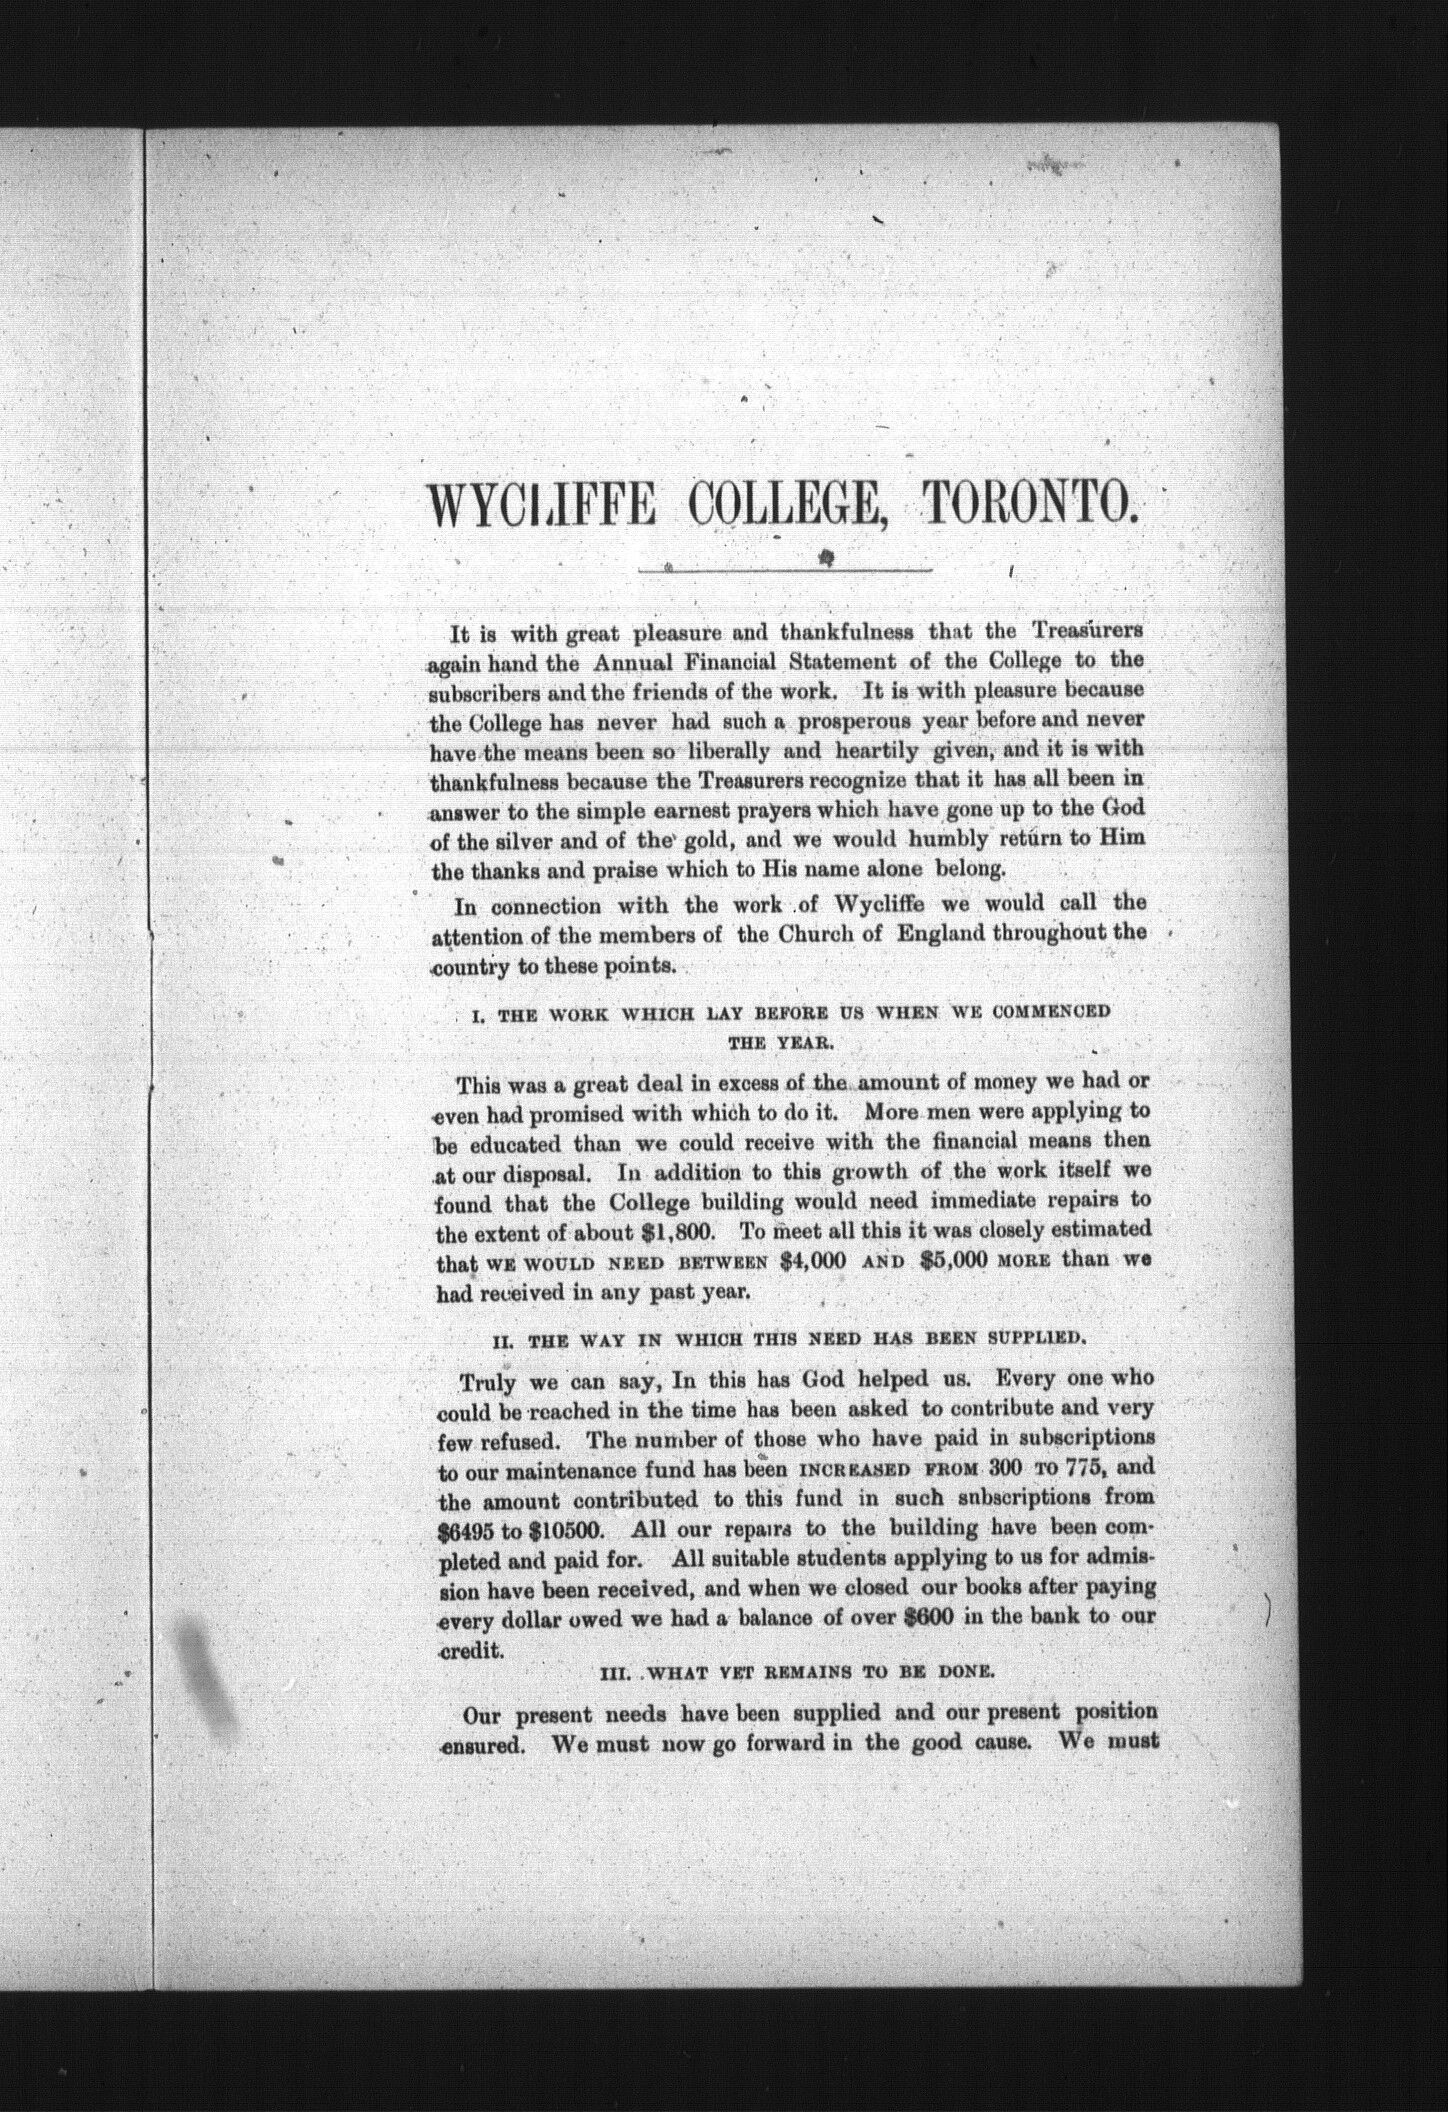 WYCLIFFE COLLEGE, TORONTO.
It is with great pleasure and thankfulness that the Treasurers
again hand the Annual Financial Statement of the College to the
subscribers and the friends of the work. It is with pleasure because
the College has never had such a prosperous year before and never
have the means been so liberally and heartily given, and it is with
thankfulness because the Treasurers recognize that it has all been in
answer to the simple earnest prayers which have gone up to the God
of the silver and of the gold, and we would humbly return to Him
the thanks and praise which to His name alone belong.
In connection with the work of Wycliffe we would call the
attention of the members of the Church of England throughout the
country to these points.
I. THE WORK WHICH LAY BEFORE US WHEN WE COMMENCED
THE YEAR.
This was a great deal in excess of the amount of money we had or
even had promised with which to do it. More men were applying to
be educated than we could receive with the financial means then
at our disposal. In addition to this growth of the work itself we
found that the College building would need immediate repairs to
the extent of about $1,800. To meet all this it was closely estimated
that WE WOULD NEED BETWEEN $4,000 AND $5,000 MORE than we
had received in any past year.
II. THE WAY IN WHICH THIS NEED HAS BEEN SUPPLIED.
Truly we can say, In this has God helped us. Every one who
could be reached in the time has been asked to contribute and very
few refused. The number of those who have paid in subscriptions
to our maintenance fund has been INCREASED FROM 300 TO 775, and
the amount contributed to this fund in such snbscriptions from
$6495 to $10500. All our repairs to the building have been com-
pleted and paid for. All suitable students applying to us for admis-
sion have been received, and when we closed our books after paying
every dollar owed we had a balance of over $600 in the bank to our
credit.
III. WHAT YET REMAINS TO BE DONE.
Our present needs have been supplied and our present position
ensured. We must now go forward in the good cause. We must